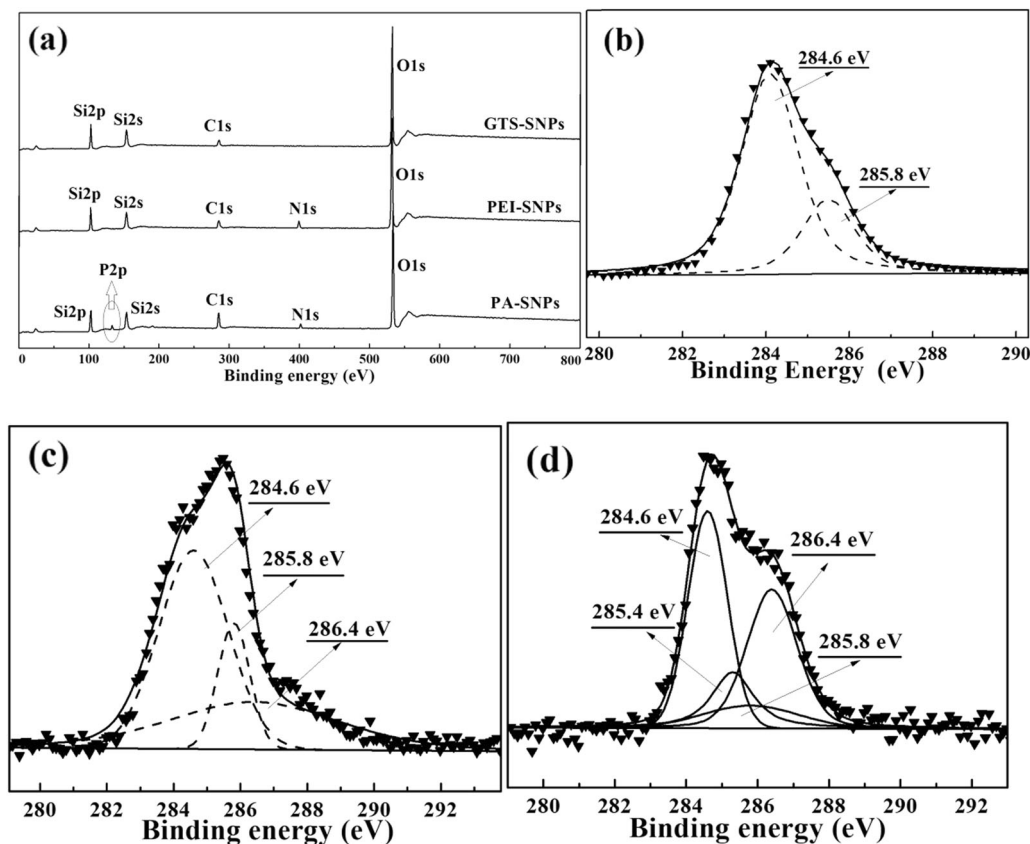 (a)
O1s
Si2p
Si2s
C1s
GTS-SNPs
O1s
Si2p
Si2s
C1s
N1s
PEI-SNPs
P2p
O1s
Si2p
Si2s
C1s
N1s
PA-SNPs
0 100 200 300 400 500 600 700 800
Binding energy (eV)
(b)
284.6 eV
285.8 eV
280 282 284 286 288 290
Binding Energy (eV)
(c)
284.6 eV
285.8 eV
286.4 eV
280 282 284 286 288 290 292
Binding energy (eV)
(d)
284.6 eV
286.4 eV
285.4 eV
285.8 eV
280 282 284 286 288 290 292
Binding energy (eV)